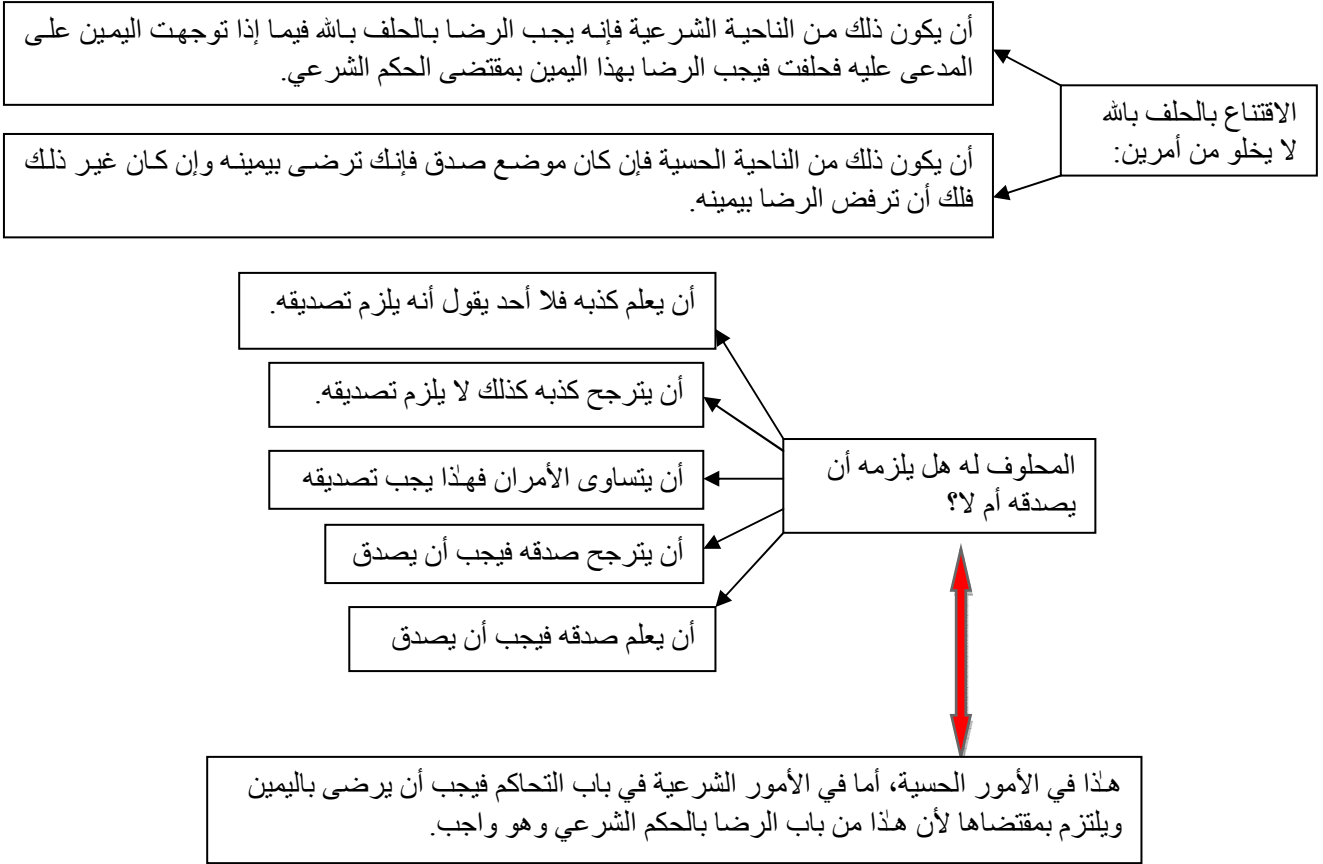 الاقتناع بالحلف بالله
لا يخلو من أمرين:
أن يكون ذلك من الناحية الشرعية فإنه يجب الرضا بالحلف بالله فيما إذا توجهت اليمين على
المدعى عليه فحلفت فيجب الرضا بهذا اليمين بمقتضى الحكم الشرعي.
أن يكون ذلك من الناحية الحسية فإن كان موضع صدق فإنك ترضى بيمينه وإن كان غير ذلك
فلك أن ترفض الرضا بيمينه.
المحلوف له هل يلزمه أن
يصدقه أم لا؟
أن يعلم كذبه فلا أحد يقول أنه يلزم تصديقه.
أن يترجح كذبه كذلك لا يلزم تصديقه.
أن يتساوى الأمران فهٰذا يجب تصديقه
أن يترجح صدقه فيجب أن يصدق
أن يعلم صدقه فيجب أن يصدق
هٰذا في الأمور الحسية، أما في الأمور الشرعية في باب التحاكم فيجب أن يرضى باليمين
ويلتزم بمقتضاها لأن هٰذا من باب الرضا بالحكم الشرعي وهو واجب.